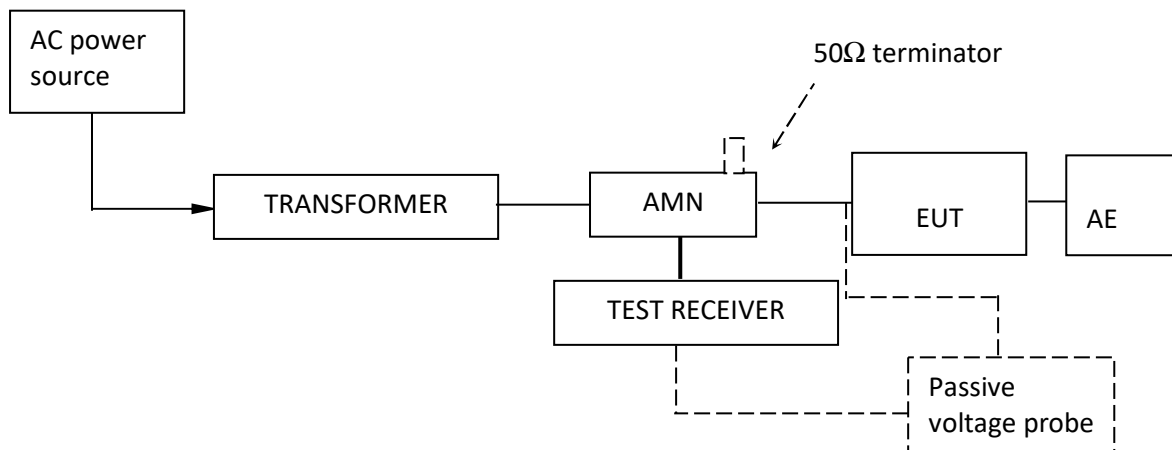 AC power
source
50Ω terminator
TRANSFORMER
AMN
EUT
AE
TEST RECEIVER
Passive
voltage probe